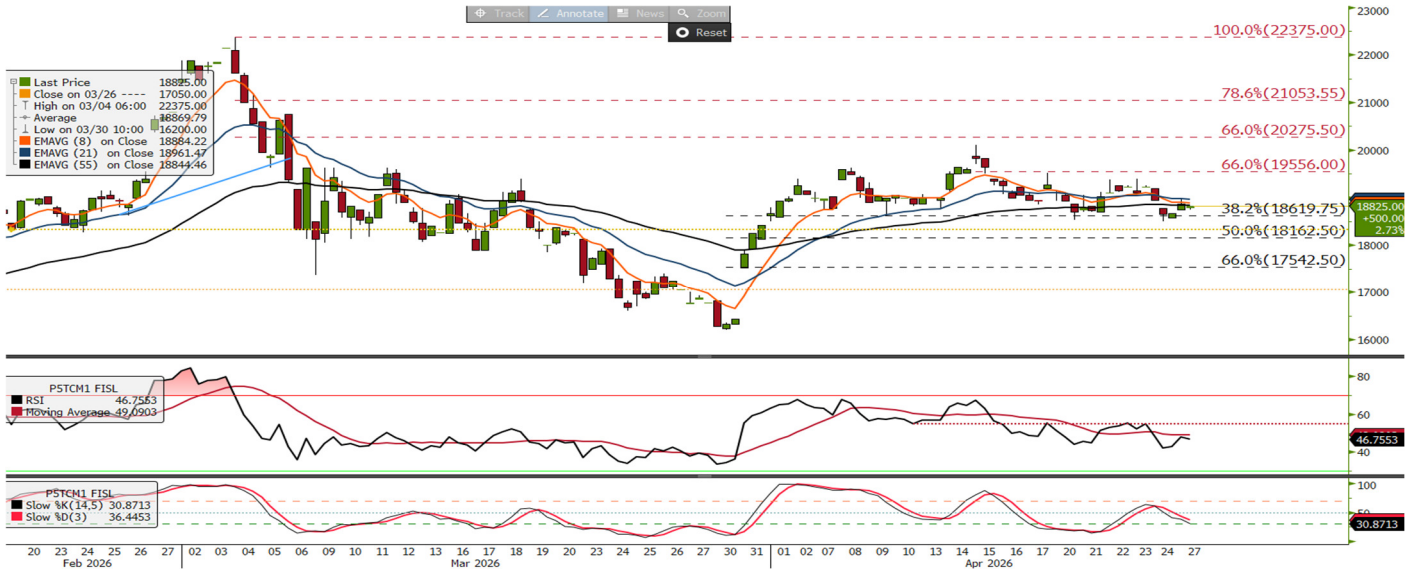 Track Annotate News Zoom
Reset
Last Price 18825.00
Close on 03/26 ---- 17050.00
High on 03/04 06:00 22375.00
Average 18869.79
Low on 03/30 10:00 16200.00
EMAVG (8) on Close 18884.22
EMAVG (21) on Close 18961.47
EMAVG (55) on Close 18844.46
100.0%(22375.00)
78.6%(21053.55)
66.0%(20275.50)
66.0%(19556.00)
38.2%(18619.75)
50.0%(18162.50)
66.0%(17542.50)
23000
22000
21000
20000
19000
18825.00
+500.00
2.73%
18000
17000
16000
P5TCM1 FISL
RSI 46.7553
Moving Average 49.0903
80
60
46.7553
40
P5TCM1 FISL
Slow %K(14,5) 30.8713
Slow %D(3) 36.4453
100
50
30.8713
0
20 23 24 25 26 27 02 03 04 05 06 09 10 11 12 13 16 17 18 19 20 23 24 25 26 27 30 31 01 02 07 08 09 10 13 14 15 16 17 20 21 22 23 24 27
Feb 2026 Mar 2026 Apr 2026